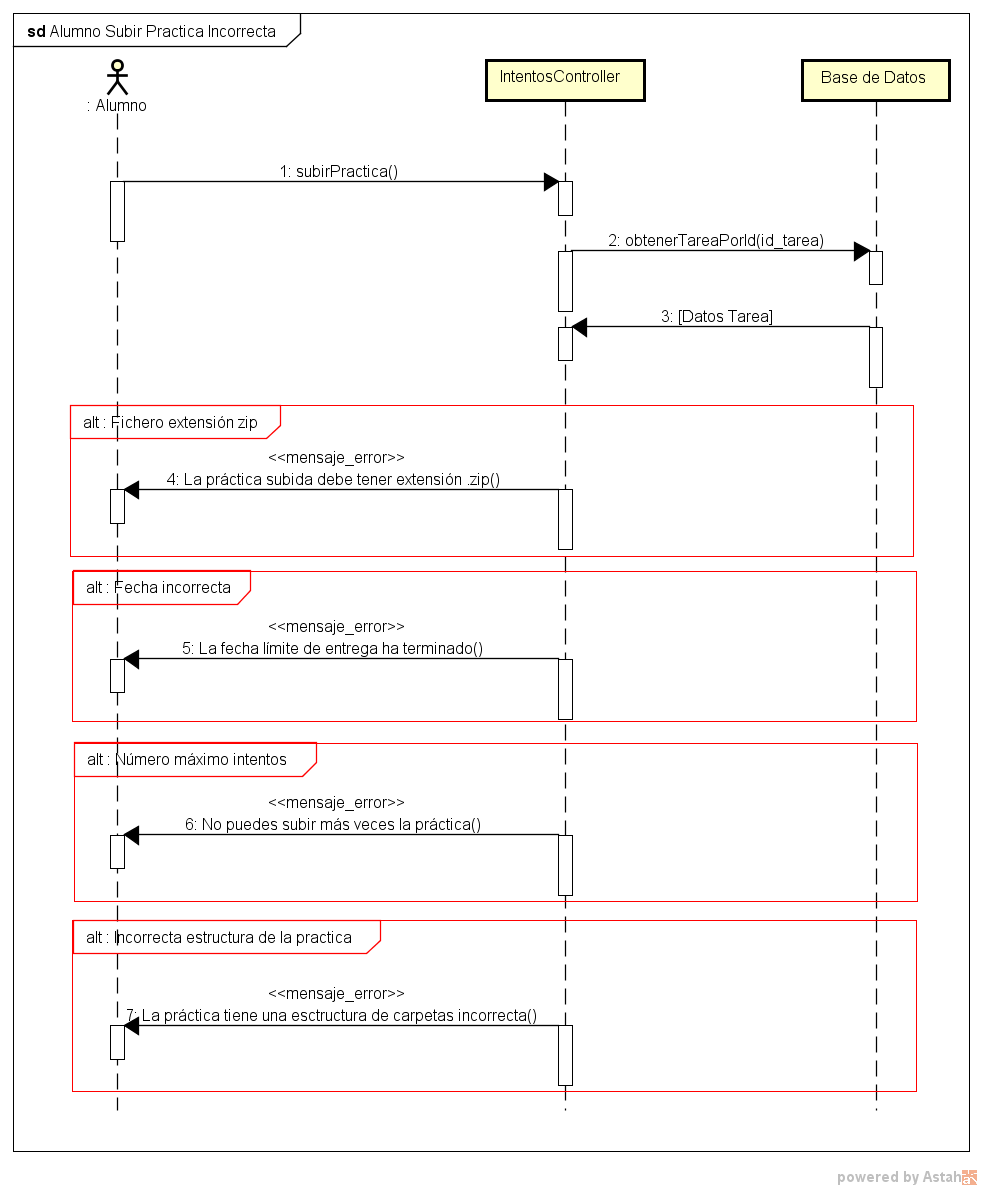 sd Alumno Subir Practica Incorrecta
: Alumno
IntentosController
Base de Datos
1: subirPractica()
2: obtenerTareaPorId(id_tarea)
3: [Datos Tarea]
alt : Fichero extensión zip
<<mensaje_error>>
4: La práctica subida debe tener extensión .zip()
alt : Fecha incorrecta
<<mensaje_error>>
5: La fecha límite de entrega ha terminado()
alt : Número máximo intentos
<<mensaje_error>>
6: No puedes subir más veces la práctica()
alt : Incorrecta estructura de la practica
<<mensaje_error>>
7: La práctica tiene una esctructura de carpetas incorrecta()
powered by Astah